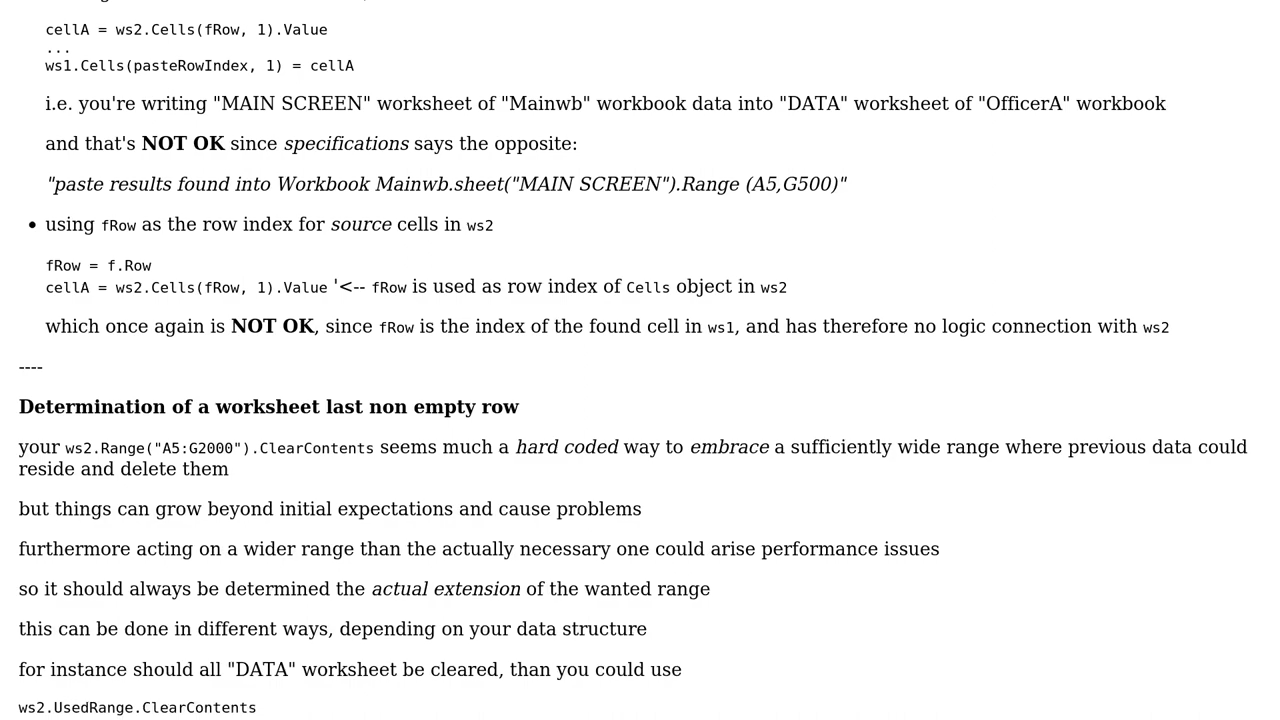 cellA = ws2.Cells(fRow, 1).Value
...
ws1.Cells(pasteRowIndex, 1) = cellA
i.e. you're writing "MAIN SCREEN" worksheet of "Mainwb" workbook data into "DATA" worksheet of "OfficerA" workbook
and that's NOT OK since specifications says the opposite:
"paste results found into Workbook Mainwb.sheet("MAIN SCREEN").Range (A5,G500)"
• using fRow as the row index for source cells in ws2
fRow = f.Row
cellA = ws2.Cells(fRow, 1).Value '<-- fRow is used as row index of Cells object in ws2
which once again is NOT OK, since fRow is the index of the found cell in ws1, and has therefore no logic connection with ws2
----
Determination of a worksheet last non empty row
your ws2.Range("A5:G2000").ClearContents seems much a hard coded way to embrace a sufficiently wide range where previous data could
reside and delete them
but things can grow beyond initial expectations and cause problems
furthermore acting on a wider range than the actually necessary one could arise performance issues
so it should always be determined the actual extension of the wanted range
this can be done in different ways, depending on your data structure
for instance should all "DATA" worksheet be cleared, than you could use
ws2.UsedRange.ClearContents